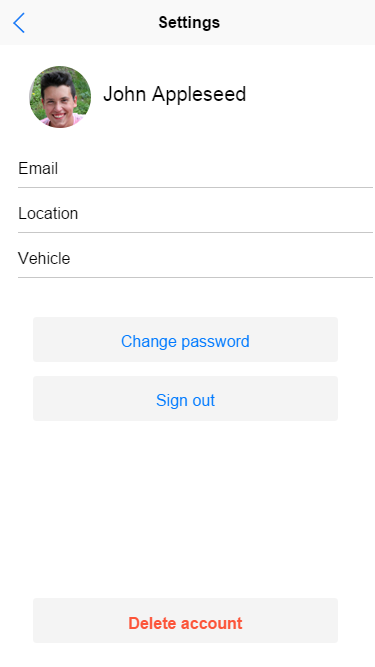 Settings
John Appleseed
Email
Location
Vehicle
Change password
Sign out
Delete account